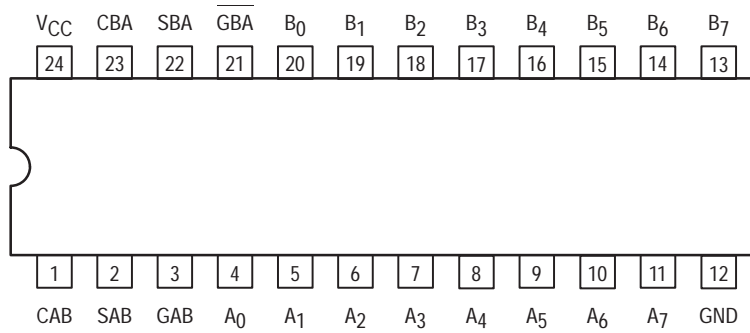 V_CC CBA SBA G̅B̅A̅ B₀ B₁ B₂ B₃ B₄ B₅ B₆ B₇
24 23 22 21 20 19 18 17 16 15 14 13
1 2 3 4 5 6 7 8 9 10 11 12
CAB SAB GAB A₀ A₁ A₂ A₃ A₄ A₅ A₆ A₇ GND